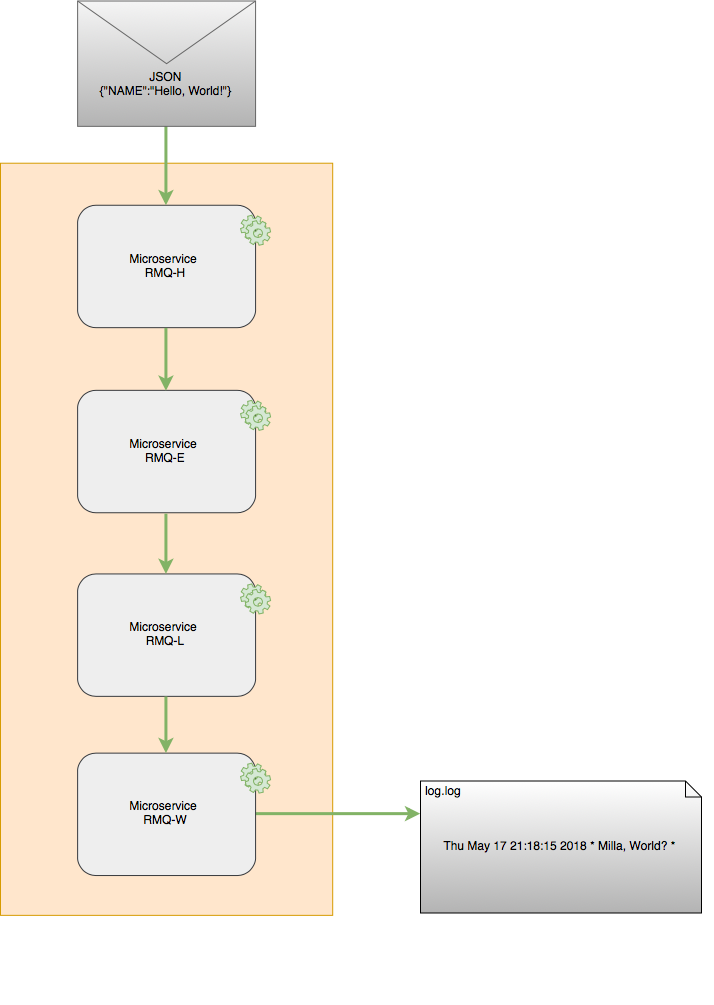 JSON
{"NAME":"Hello, World!"}
Microservice
RMQ-H
Microservice
RMQ-E
Microservice
RMQ-L
Microservice
RMQ-W
log.log
Thu May 17 21:18:15 2018 * Milla, World? *